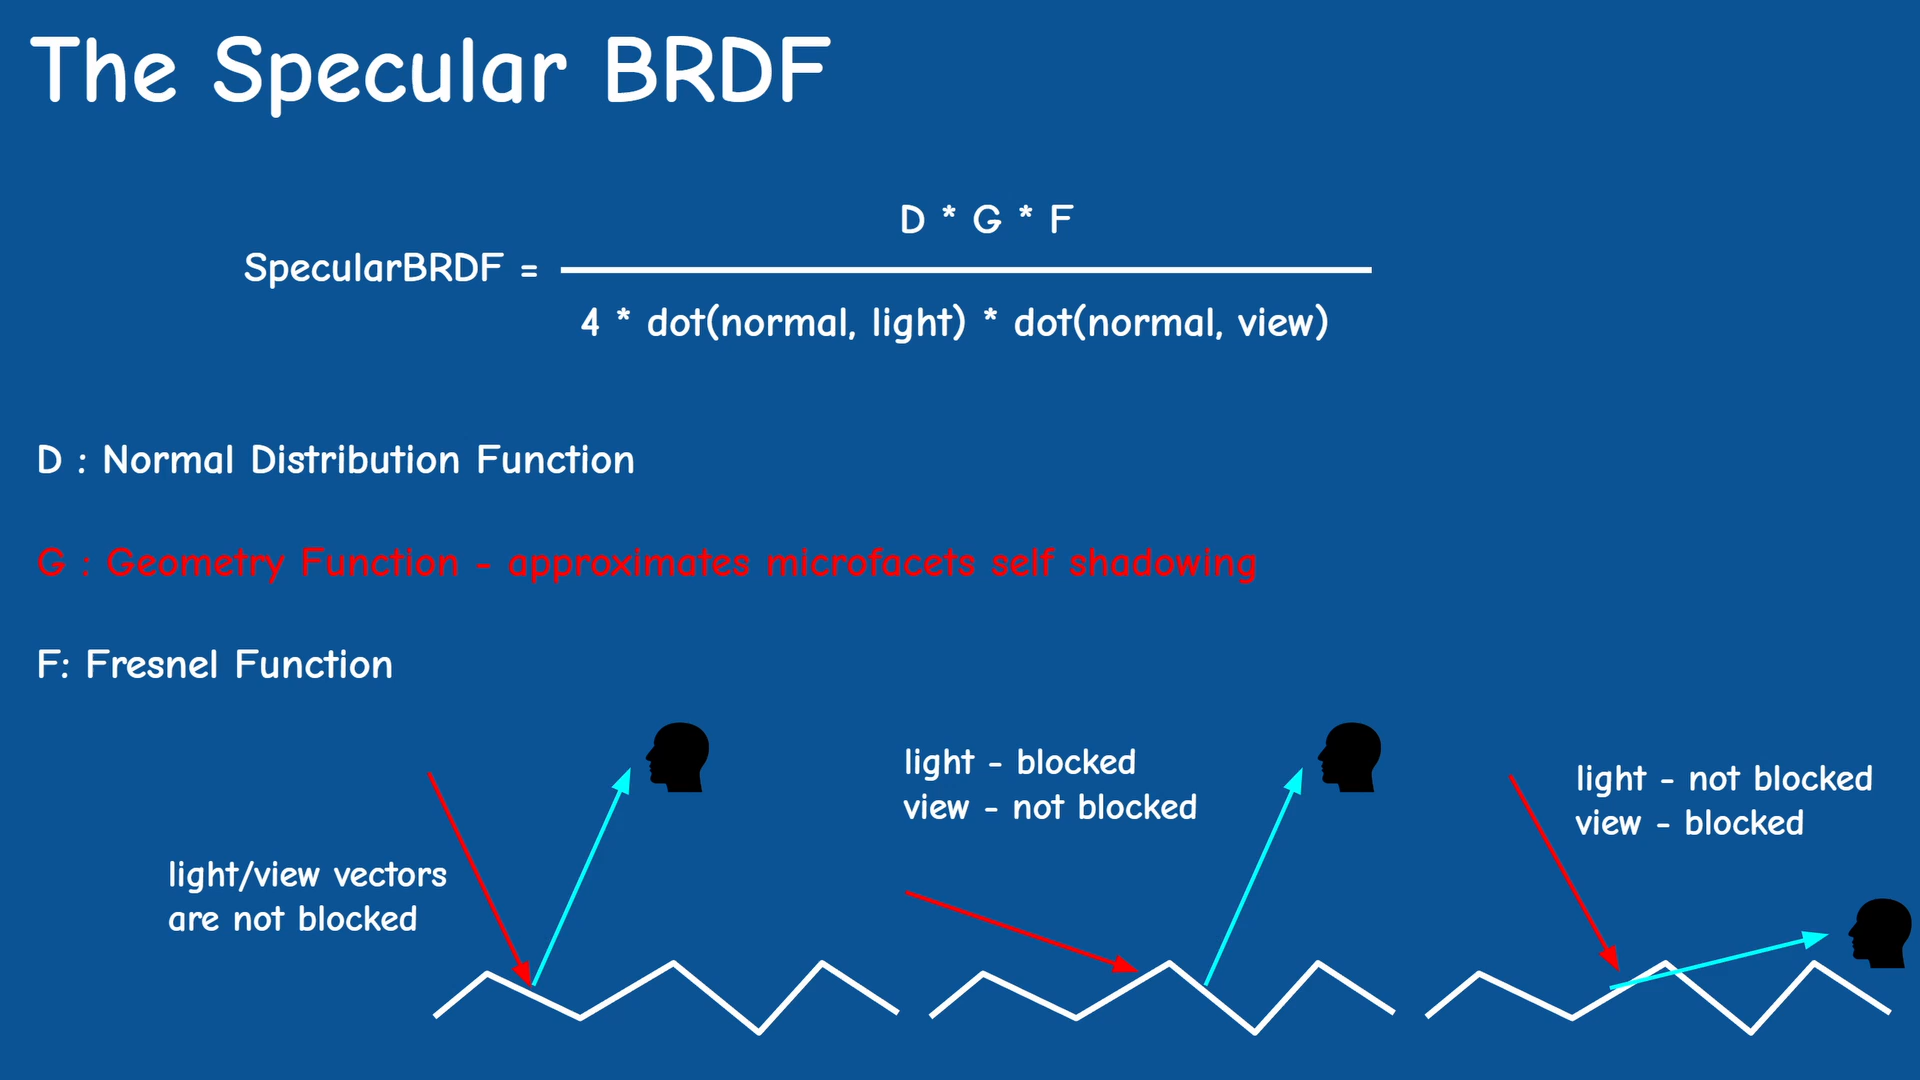 The Specular BRDF
D * G * F
SpecularBRDF =
4 * dot(normal, light) * dot(normal, view)
D : Normal Distribution Function
G : Geometry Function - approximates microfacets self shadowing
F: Fresnel Function
light/view vectors
are not blocked
light - blocked
view - not blocked
light - not blocked
view - blocked